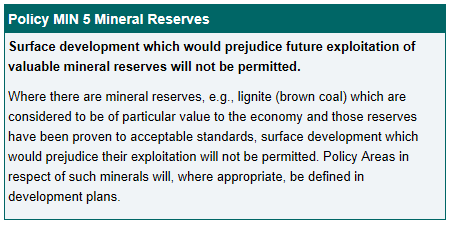 Policy MIN 5 Mineral Reserves
Surface development which would prejudice future exploitation of
valuable mineral reserves will not be permitted.
Where there are mineral reserves, e.g., lignite (brown coal) which are
considered to be of particular value to the economy and those reserves
have been proven to acceptable standards, surface development which
would prejudice their exploitation will not be permitted. Policy Areas in
respect of such minerals will, where appropriate, be defined in
development plans.